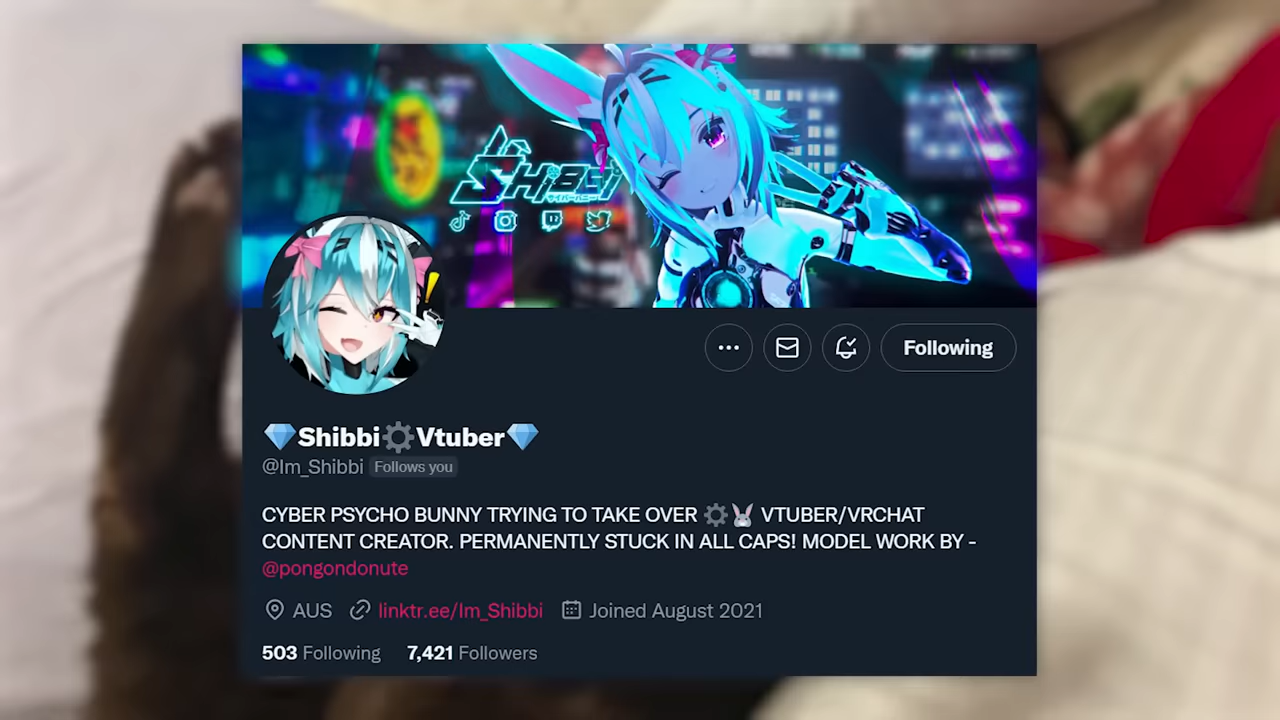 SHIBBI
Following
💎Shibbi⚙Vtuber💎
@Im_Shibbi Follows you
CYBER PSYCHO BUNNY TRYING TO TAKE OVER ⚙🐰 VTUBER/VRCHAT
CONTENT CREATOR. PERMANENTLY STUCK IN ALL CAPS! MODEL WORK BY -
@pongondonute
AUS linktr.ee/Im_Shibbi Joined August 2021
503 Following 7,421 Followers